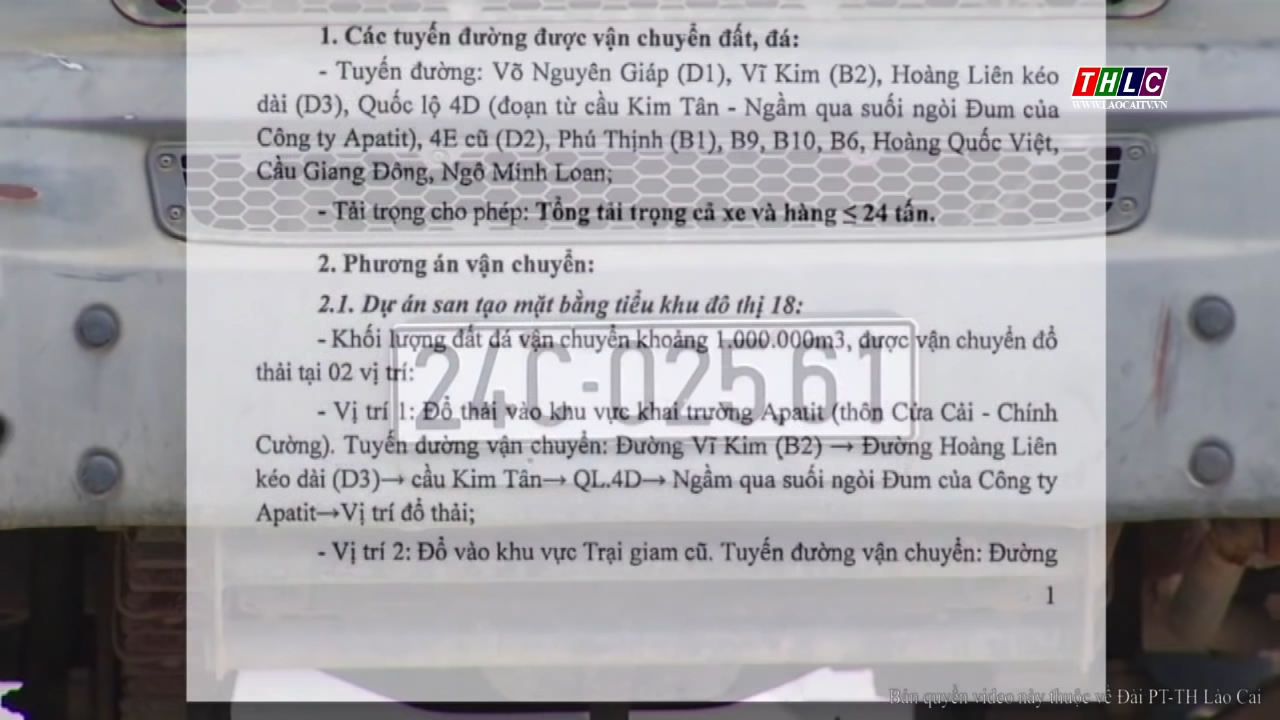 1. Các tuyến đường được vận chuyển đất, đá:
- Tuyến đường: Võ Nguyên Giáp (D1), Vĩ Kim (B2), Hoàng Liên kéo
dài (D3), Quốc lộ 4D (đoạn từ cầu Kim Tân - Ngầm qua suối ngòi Đum của
Công ty Apatit), 4E cũ (D2), Phú Thịnh (B1), B9, B10, B6, Hoàng Quốc Việt,
Cầu Giang Đông, Ngô Minh Loan;
- Tải trọng cho phép: Tổng tải trọng cả xe và hàng ≤ 24 tấn.
2. Phương án vận chuyển:
2.1. Dự án san tạo mặt bằng tiểu khu đô thị 18:
- Khối lượng đất đá vận chuyển khoảng 1.000.000m3, được vận chuyển đổ
thải tại 02 vị trí:
- Vị trí 1: Đổ thải vào khu vực khai trường Apatit (thôn Cửa Cải - Chính
Cường). Tuyến đường vận chuyển: Đường Vĩ Kim (B2) → Đường Hoàng Liên
kéo dài (D3)→ cầu Kim Tân→ QL.4D→ Ngầm qua suối ngòi Đum của Công ty
Apatit→Vị trí đổ thải;
- Vị trí 2: Đổ vào khu vực Trại giam cũ. Tuyến đường vận chuyển: Đường
1
24C-025.61
THLC
WWW.LAOCAITV.VN
Bản quyền video này thuộc về Đài PT-TH Lào Cai